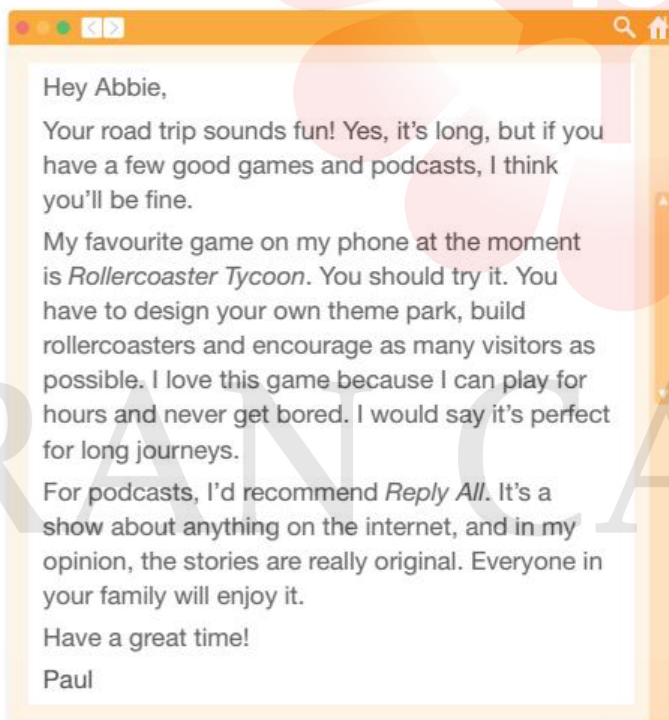 Hey Abbie,
Your road trip sounds fun! Yes, it's long, but if you
have a few good games and podcasts, I think
you'll be fine.
My favourite game on my phone at the moment
is Rollercoaster Tycoon. You should try it. You
have to design your own theme park, build
rollercoasters and encourage as many visitors as
possible. I love this game because I can play for
hours and never get bored. I would say it's perfect
for long journeys.
For podcasts, I'd recommend Reply All. It's a
show about anything on the internet, and in my
opinion, the stories are really original. Everyone in
your family will enjoy it.
Have a great time!
Paul